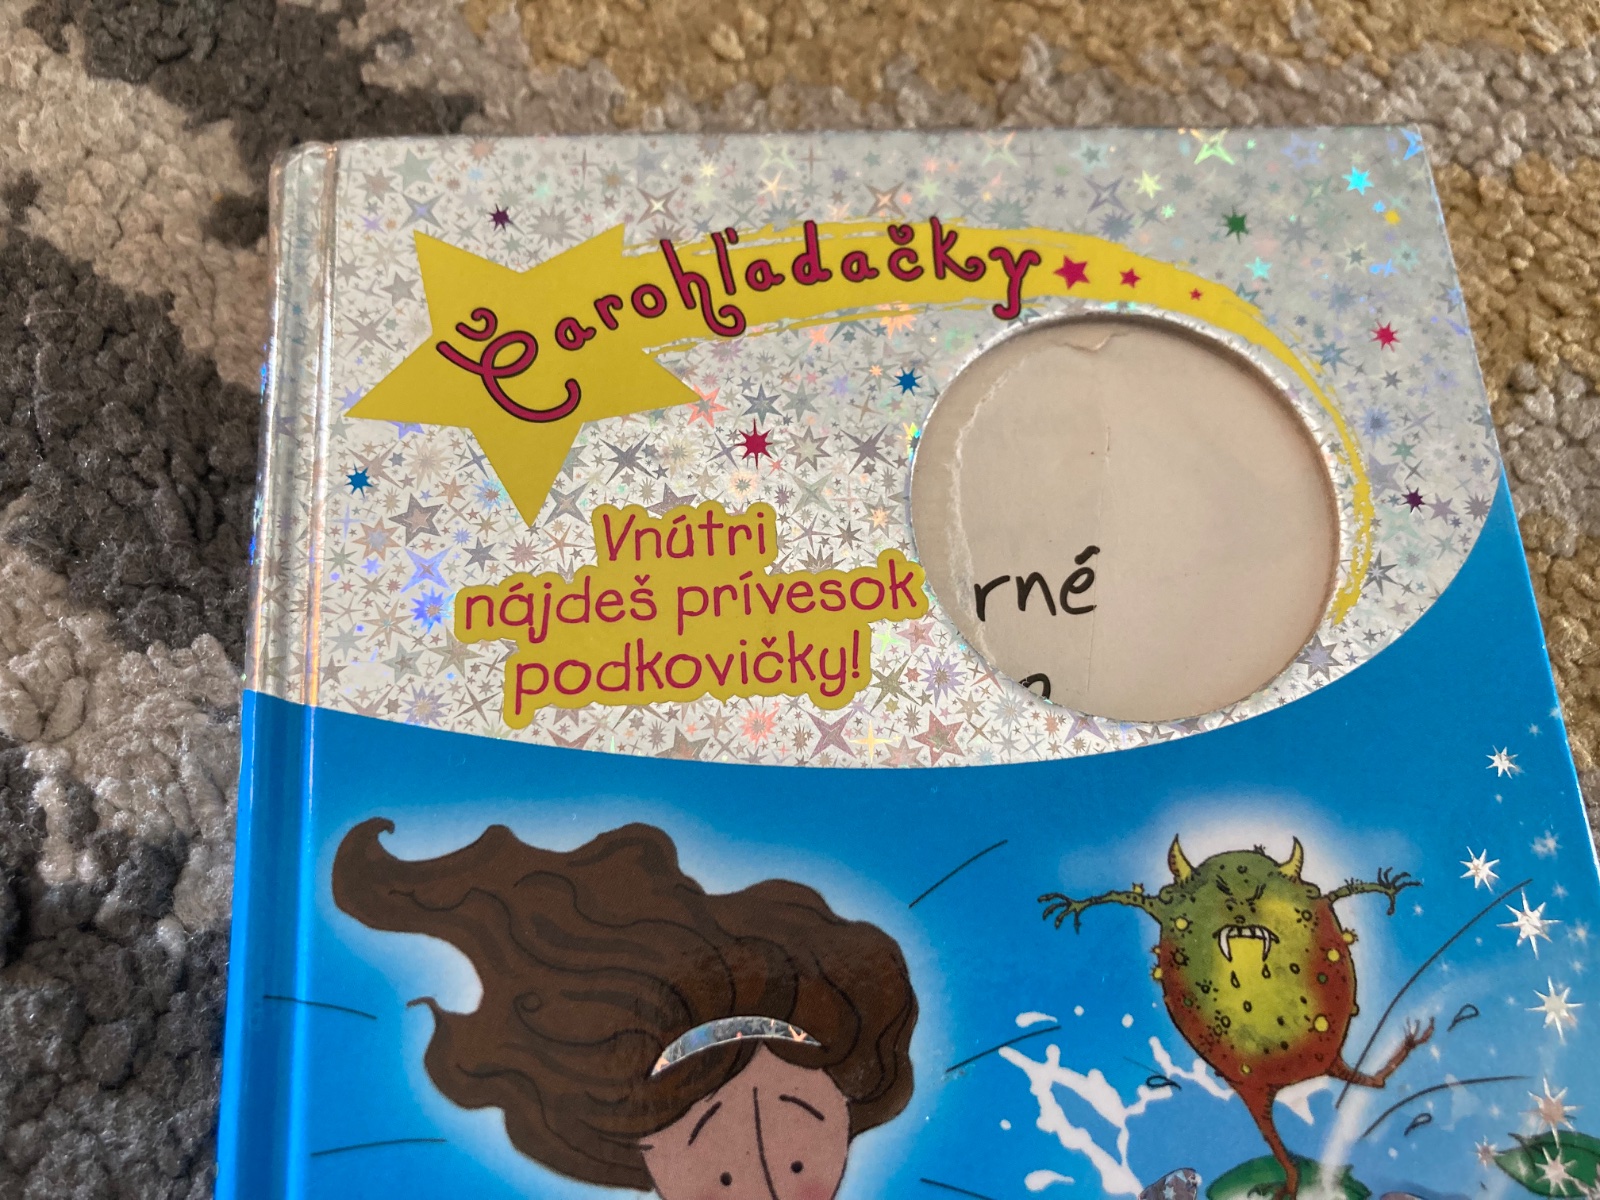 Čarohľadačky
Vnútri
nájdeš prívesok
podkovičky!
rné